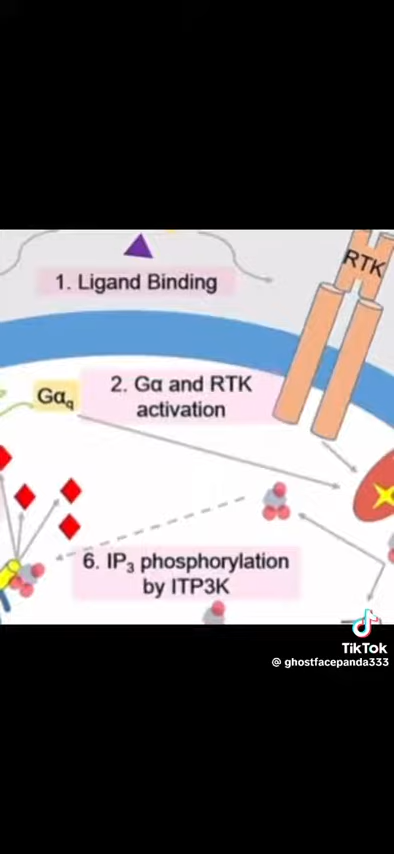 RTK
1. Ligand Binding
2. Gα and RTK
activation
Gαq
6. IP3 phosphorylation
by ITP3K
TikTok
@ ghostfacepanda333